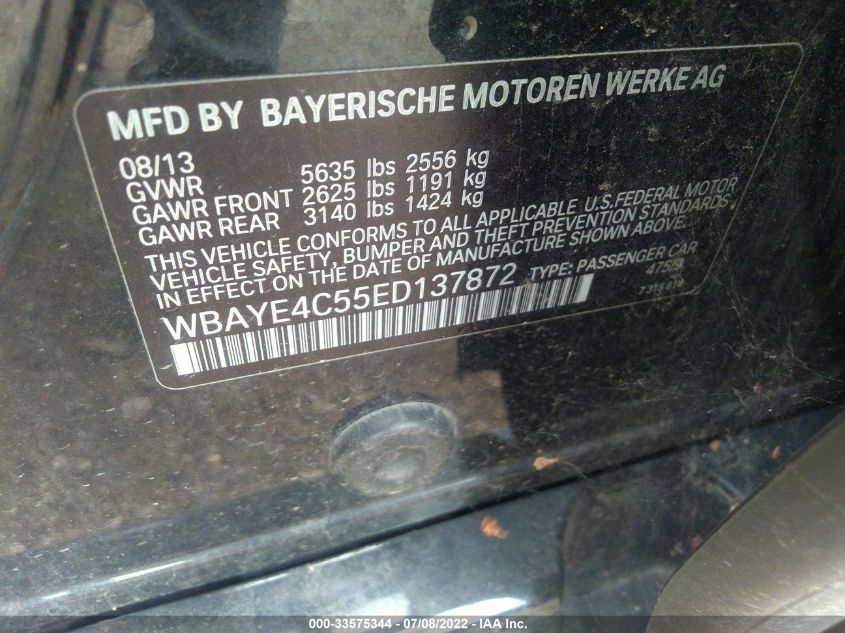 MFD BY BAYERISCHE MOTOREN WERKE AG
08/13
GVWR 5635 lbs 2556 kg
GAWR FRONT 2625 lbs 1191 kg
GAWR REAR 3140 lbs 1424 kg
THIS VEHICLE CONFORMS TO ALL APPLICABLE U.S.FEDERAL MOTOR
VEHICLE SAFETY, BUMPER AND THEFT PREVENTION STANDARDS
IN EFFECT ON THE DATE OF MANUFACTURE SHOWN ABOVE.
WBAYE4C55ED137872 TYPE: PASSENGER CAR
000-33575344 - 07/08/2022 - IAA Inc.